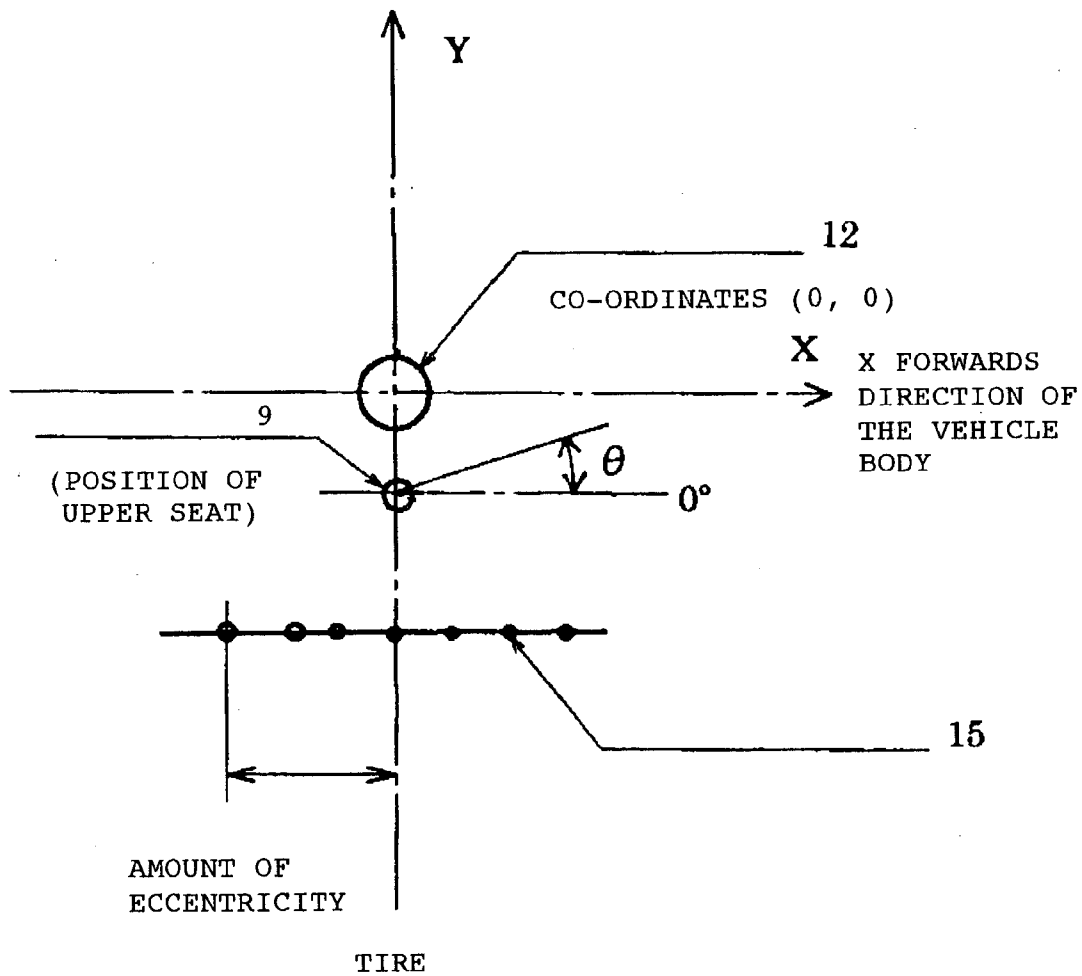 Y
12
CO-ORDINATES (0, 0)
X
X FORWARDS
DIRECTION OF
THE VEHICLE
BODY
9
(POSITION OF
UPPER SEAT)
θ
0°
15
AMOUNT OF
ECCENTRICITY
TIRE